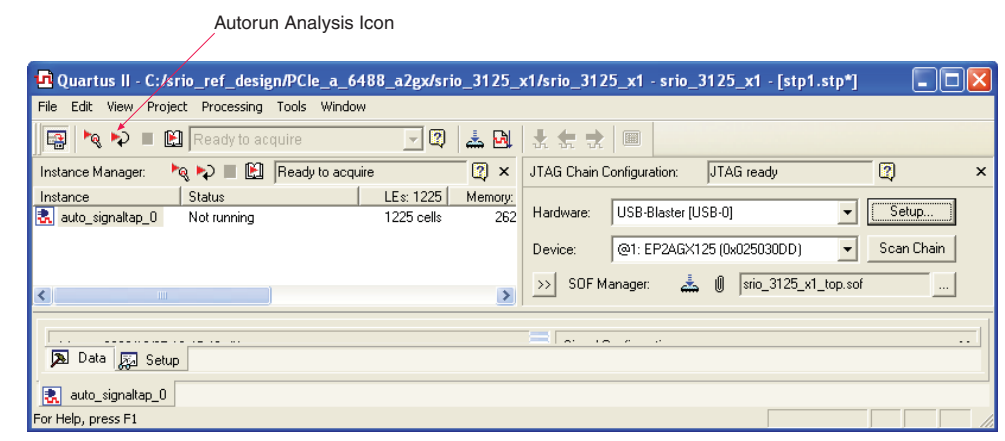 Autorun Analysis Icon
Quartus II - C:/srio_ref_design/PCIe_a_6488_a2gx/srio_3125_x1/srio_3125_x1 - srio_3125_x1 - [stp1.stp*]
File Edit View Project Processing Tools Window
Ready to acquire
Instance Manager: Ready to acquire
JTAG Chain Configuration: JTAG ready
Instance Status LEs: 1225 Memory:
auto_signaltap_0 Not running 1225 cells 262
Hardware: USB-Blaster [USB-0] Setup...
Device: @1: EP2AGX125 (0x025030DD) Scan Chain
>> SOF Manager: srio_3125_x1_top.sof ...
Data Setup
auto_signaltap_0
For Help, press F1